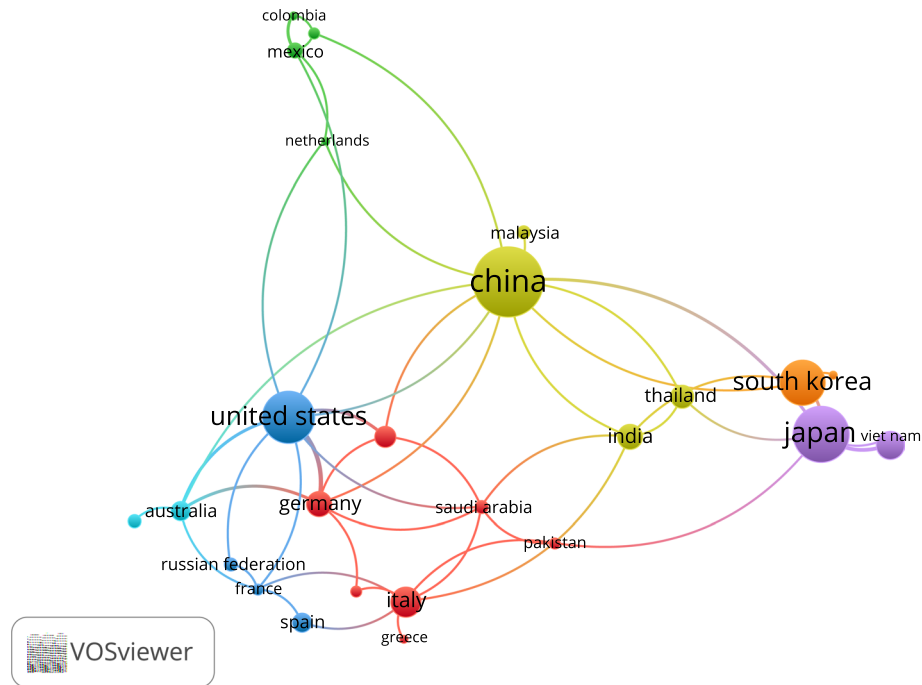 colombia
mexico
netherlands
malaysia
china
south korea
thailand
united states
japan
viet nam
india
germany
saudi arabia
australia
pakistan
russian federation
france
italy
spain
greece
VOSviewer